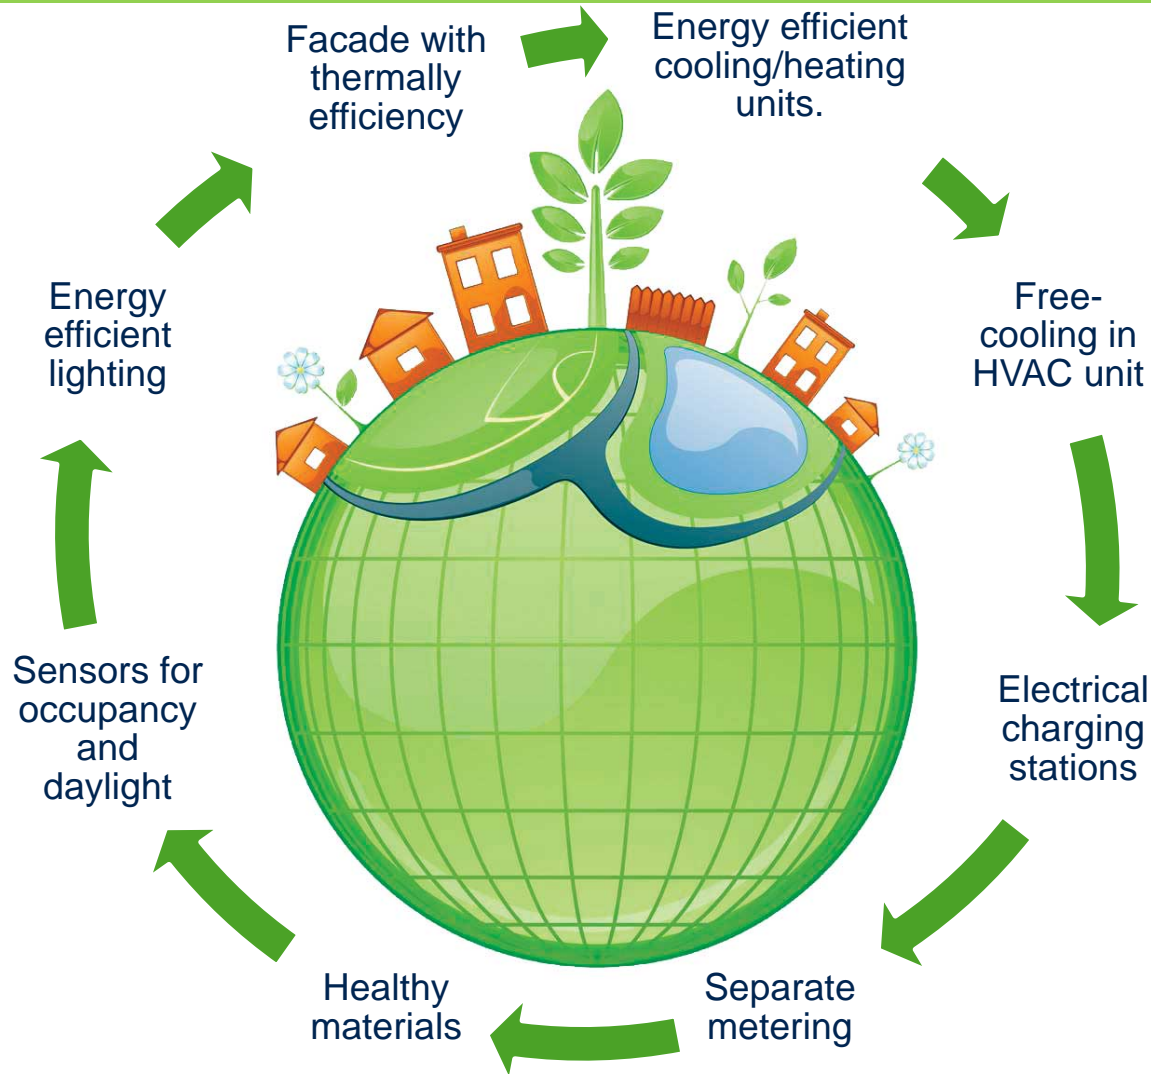 Facade with
thermally
efficiency
Energy efficient
cooling/heating
units.
Free-
cooling in
HVAC unit
Electrical
charging
stations
Separate
metering
Healthy
materials
Sensors for
occupancy
and
daylight
Energy
efficient
lighting